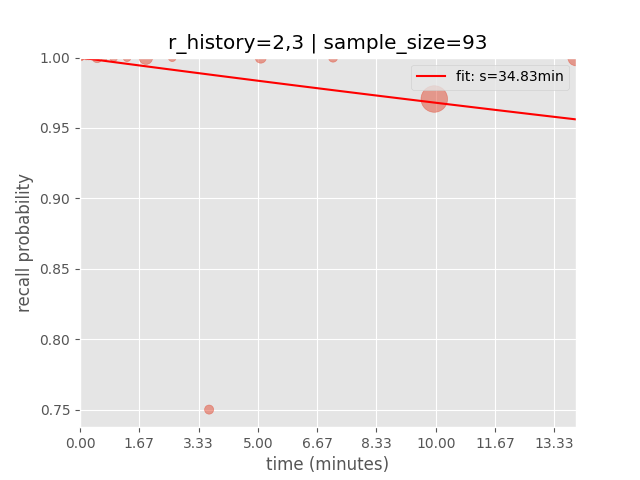 r_history=2,3 | sample_size=93
fit: s=34.83min
recall probability
1.00
0.95
0.90
0.85
0.80
0.75
0.00 1.67 3.33 5.00 6.67 8.33 10.00 11.67 13.33
time (minutes)